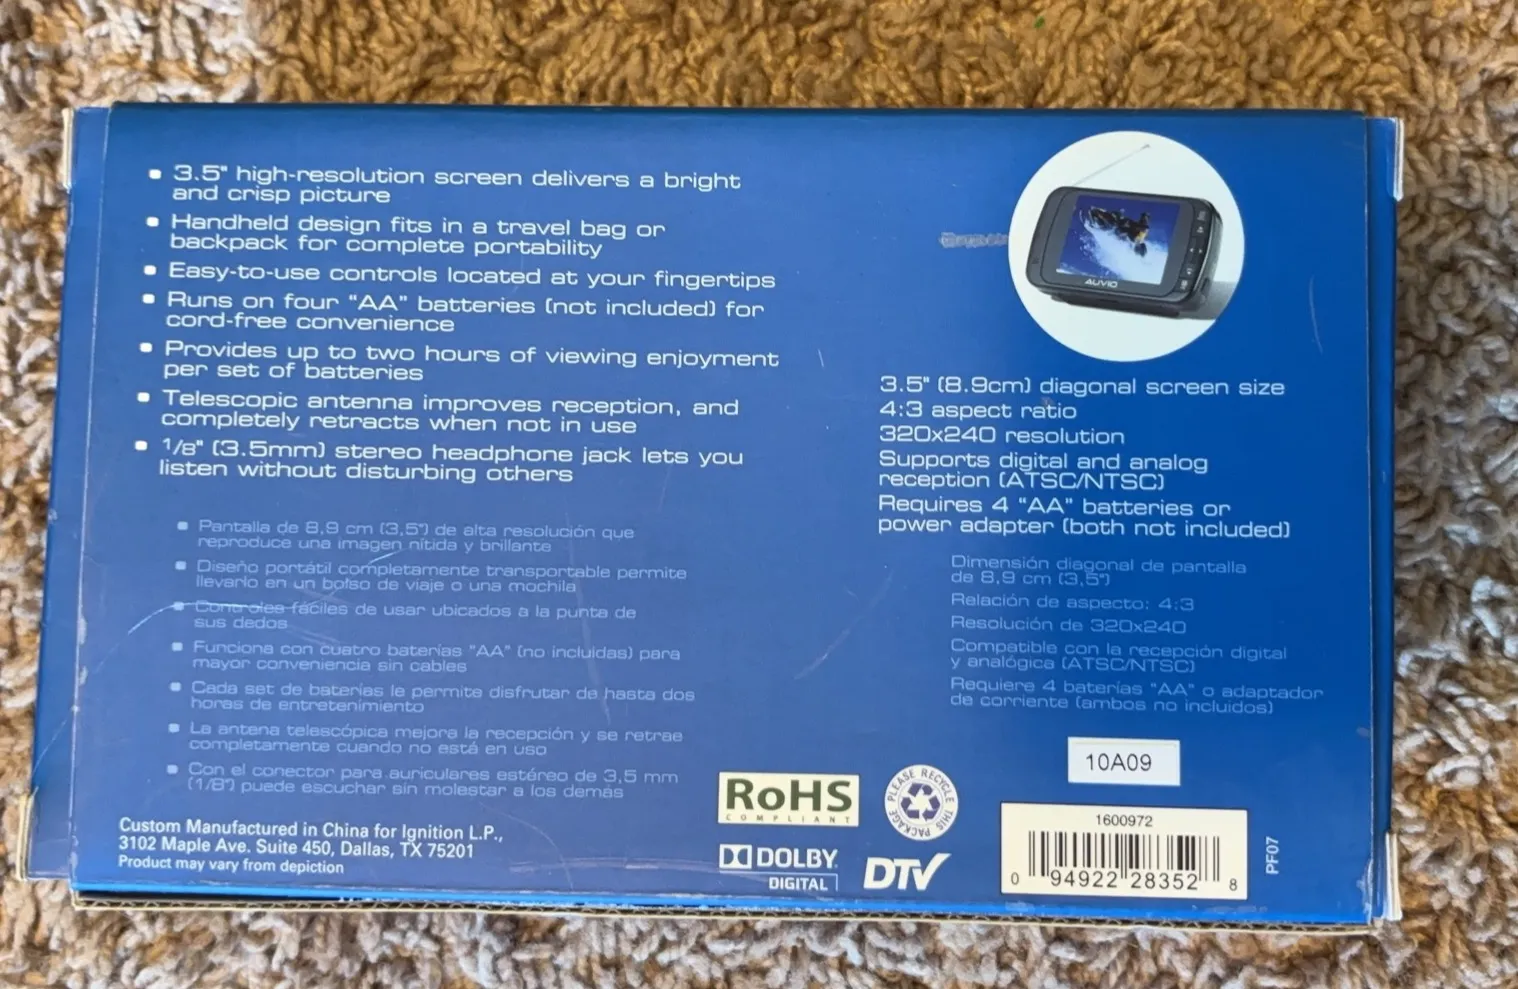 • 3.5" high-resolution screen delivers a bright
and crisp picture
• Handheld design fits in a travel bag or
backpack for complete portability
• Easy-to-use controls located at your fingertips
• Runs on four "AA" batteries (not included) for
cord-free convenience
• Provides up to two hours of viewing enjoyment
per set of batteries
• Telescopic antenna improves reception, and
completely retracts when not in use
• 1/8" (3.5mm) stereo headphone jack lets you
listen without disturbing others
• Pantalla de 8,9 cm (3,5") de alta resolución que
reproduce una imagen nítida y brillante
• Diseño portátil completamente transportable permite
llevarlo en un bolso de viaje o una mochila
• Controles fáciles de usar ubicados a la punta de
sus dedos
• Funciona con cuatro baterías "AA" (no incluidas) para
mayor conveniencia sin cables
• Cada set de baterías le permite disfrutar de hasta dos
horas de entretenimiento
• La antena telescópica mejora la recepción y se retrae
completamente cuando no está en uso
• Con el conector para auriculares estéreo de 3,5 mm
(1/8") puede escuchar sin molestar a los demás
Custom Manufactured in China for Ignition L.P.,
3102 Maple Ave. Suite 450, Dallas, TX 75201
Product may vary from depiction
AUVIO
3.5" (8.9cm) diagonal screen size
4:3 aspect ratio
320x240 resolution
Supports digital and analog
reception (ATSC/NTSC)
Requires 4 "AA" batteries or
power adapter (both not included)
Dimensión diagonal de pantalla
de 8,9 cm (3,5")
Relación de aspecto: 4:3
Resolución de 320x240
Compatible con la recepción digital
y analógica (ATSC/NTSC)
Requiere 4 baterías "AA" o adaptador
de corriente (ambos no incluidos)
10A09
RoHS
COMPLIANT
PLEASE RECYCLE THIS PACKAGE
DOLBY
DIGITAL
DTV
1600972
0 94922 28352 8
PF07